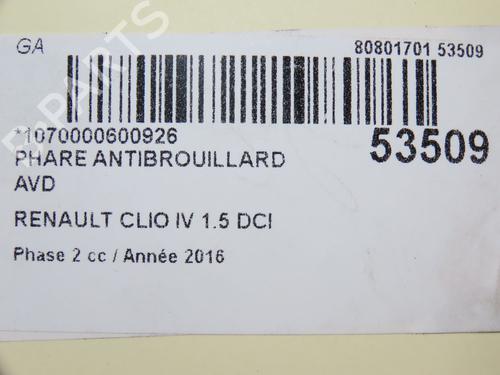 GA
80801701 53509
*1070000600926
53509
PHARE ANTIBROUILLARD
AVD
RENAULT CLIO IV 1.5 DCI
Phase 2 cc / Année 2016
B-PARTS